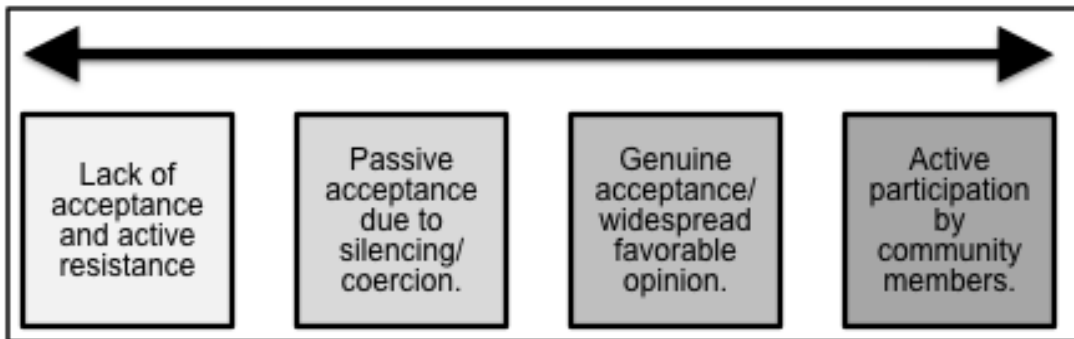 Lack of
acceptance
and active
resistance
Passive
acceptance
due to
silencing/
coercion.
Genuine
acceptance/
widespread
favorable
opinion.
Active
participation
by
community
members.